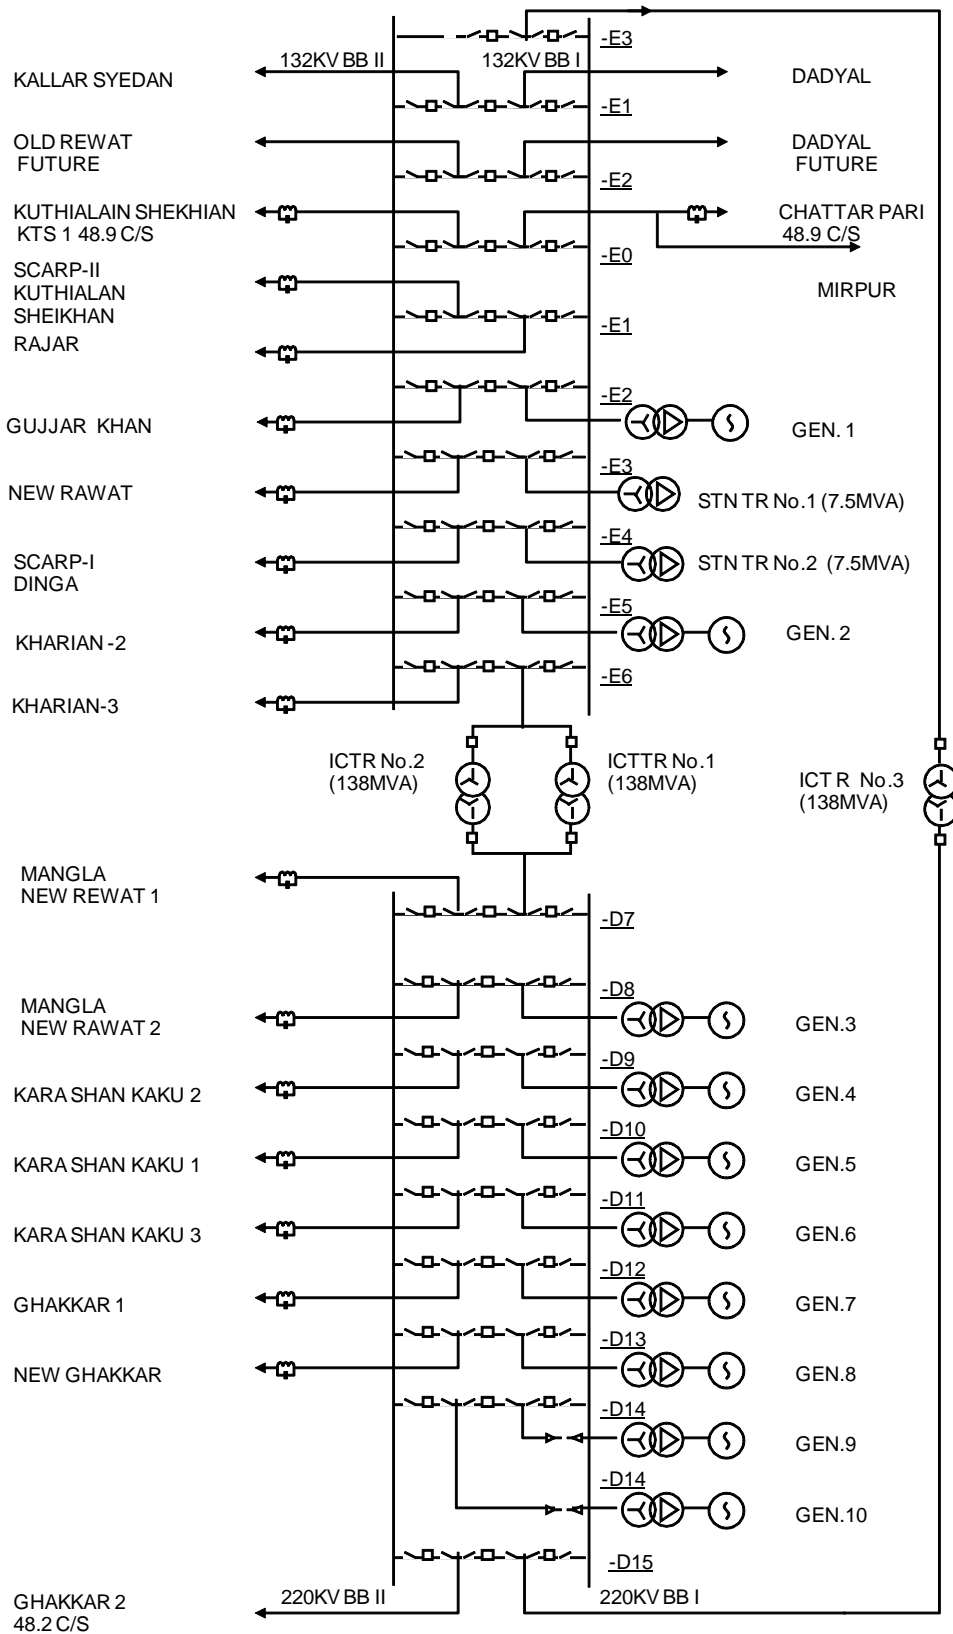 -E3
132KV BB II
132KV BB I
KALLAR SYEDAN
DADYAL
-E1
OLD REWAT
FUTURE
DADYAL
FUTURE
-E2
KUTHIALAIN SHEKHIAN
KTS 1 48.9 C/S
CHATTAR PARI
48.9 C/S
-E0
SCARP-II
KUTHIALAN
SHEIKHAN
MIRPUR
-E1
RAJAR
-E2
GUJJAR KHAN
GEN. 1
-E3
NEW RAWAT
STN TR No.1 (7.5MVA)
-E4
SCARP-I
DINGA
STN TR No.2 (7.5MVA)
-E5
KHARIAN -2
GEN. 2
-E6
KHARIAN-3
ICTR No.2
(138MVA)
ICTTR No.1
(138MVA)
ICT R No.3
(138MVA)
MANGLA
NEW REWAT 1
-D7
-D8
MANGLA
NEW RAWAT 2
GEN.3
-D9
KARA SHAN KAKU 2
GEN.4
-D10
KARA SHAN KAKU 1
GEN.5
-D11
KARA SHAN KAKU 3
GEN.6
-D12
GHAKKAR 1
GEN.7
-D13
NEW GHAKKAR
GEN.8
-D14
GEN.9
-D14
GEN.10
-D15
220KV BB II
220KV BB I
GHAKKAR 2
48.2 C/S